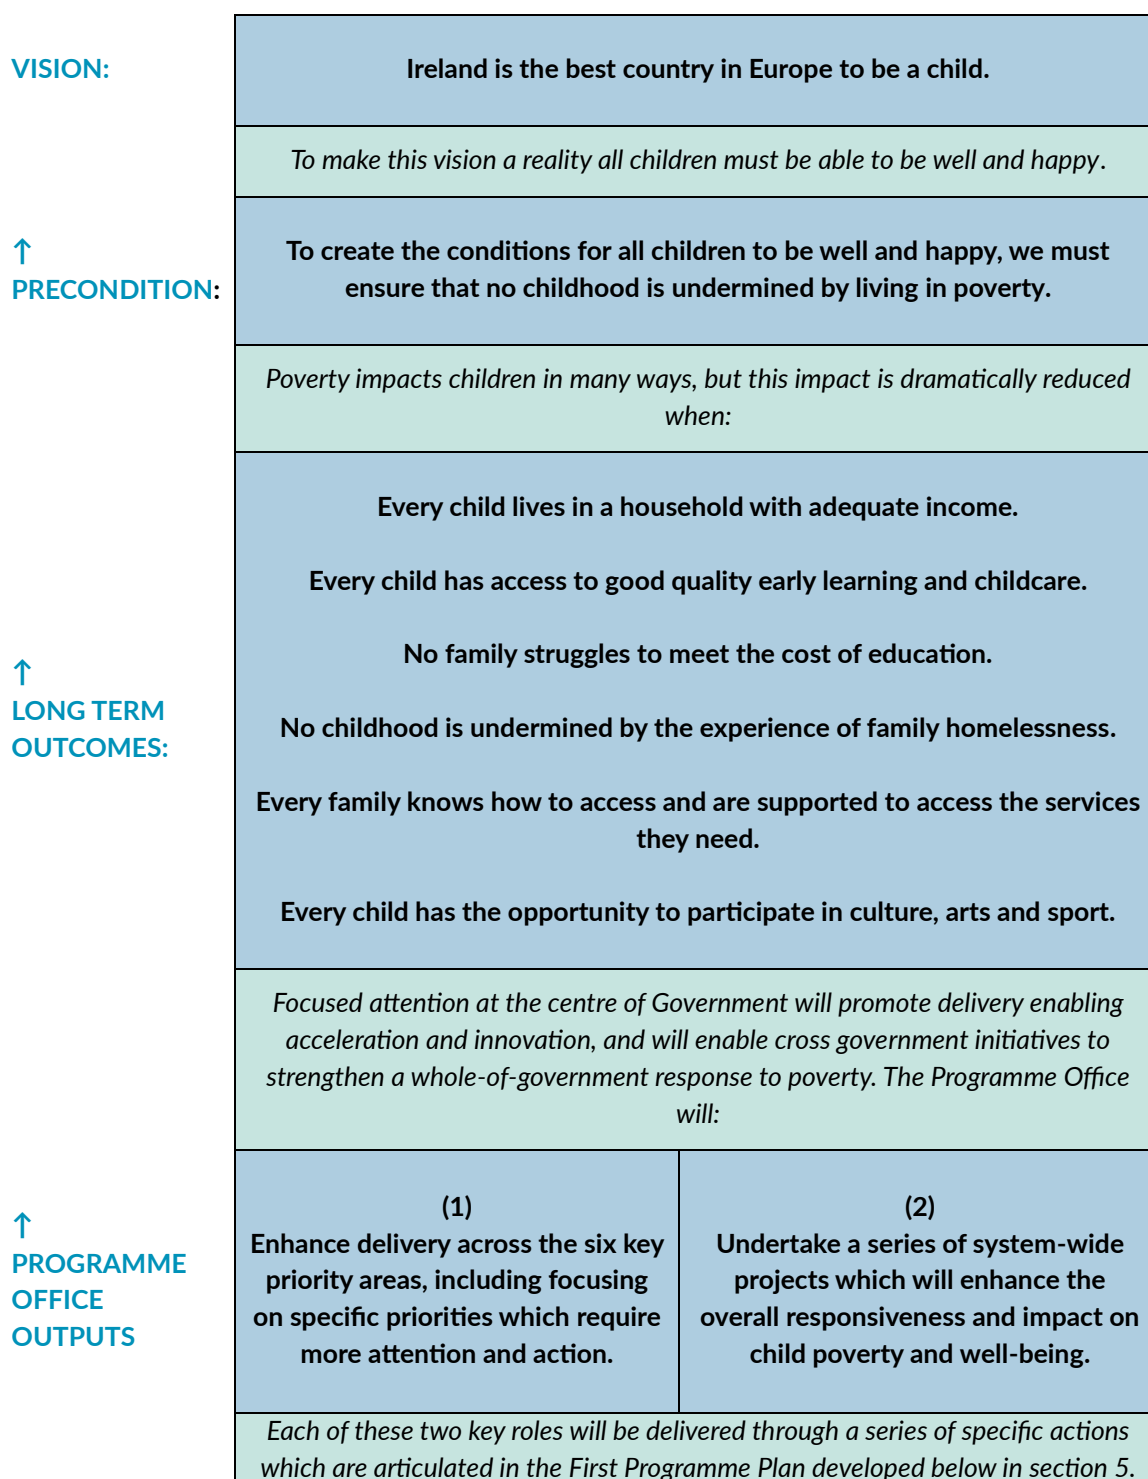 VISION:
Ireland is the best country in Europe to be a child.
To make this vision a reality all children must be able to be well and happy.
↑
PRECONDITION:
To create the conditions for all children to be well and happy, we must
ensure that no childhood is undermined by living in poverty.
Poverty impacts children in many ways, but this impact is dramatically reduced
when:
↑
LONG TERM
OUTCOMES:
Every child lives in a household with adequate income.
Every child has access to good quality early learning and childcare.
No family struggles to meet the cost of education.
No childhood is undermined by the experience of family homelessness.
Every family knows how to access and are supported to access the services
they need.
Every child has the opportunity to participate in culture, arts and sport.
Focused attention at the centre of Government will promote delivery enabling
acceleration and innovation, and will enable cross government initiatives to
strengthen a whole-of-government response to poverty. The Programme Office
will:
↑
PROGRAMME
OFFICE
OUTPUTS
(1)
Enhance delivery across the six key
priority areas, including focusing
on specific priorities which require
more attention and action.
(2)
Undertake a series of system-wide
projects which will enhance the
overall responsiveness and impact on
child poverty and well-being.
Each of these two key roles will be delivered through a series of specific actions
which are articulated in the First Programme Plan developed below in section 5.